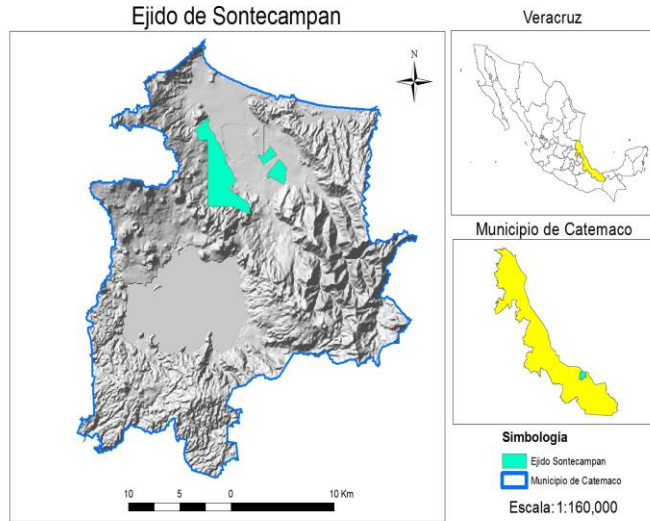 Ejido de Sontecampan
N
10 5 0 10 Km
Veracruz
Municipio de Catemaco
Simbologia
Ejido Sontecampan
Municipio de Catemaco
Escala: 1:160,000